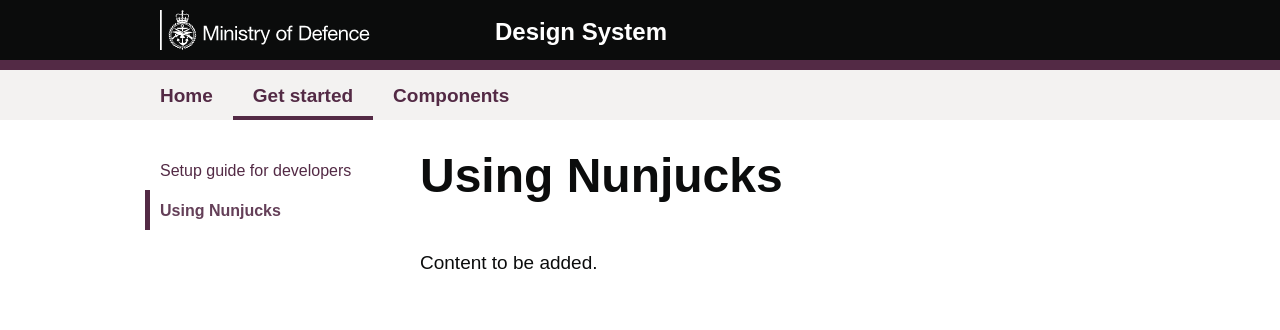 Ministry of Defence
Design System
Home
Get started
Components
Setup guide for developers
Using Nunjucks
Using Nunjucks
Content to be added.